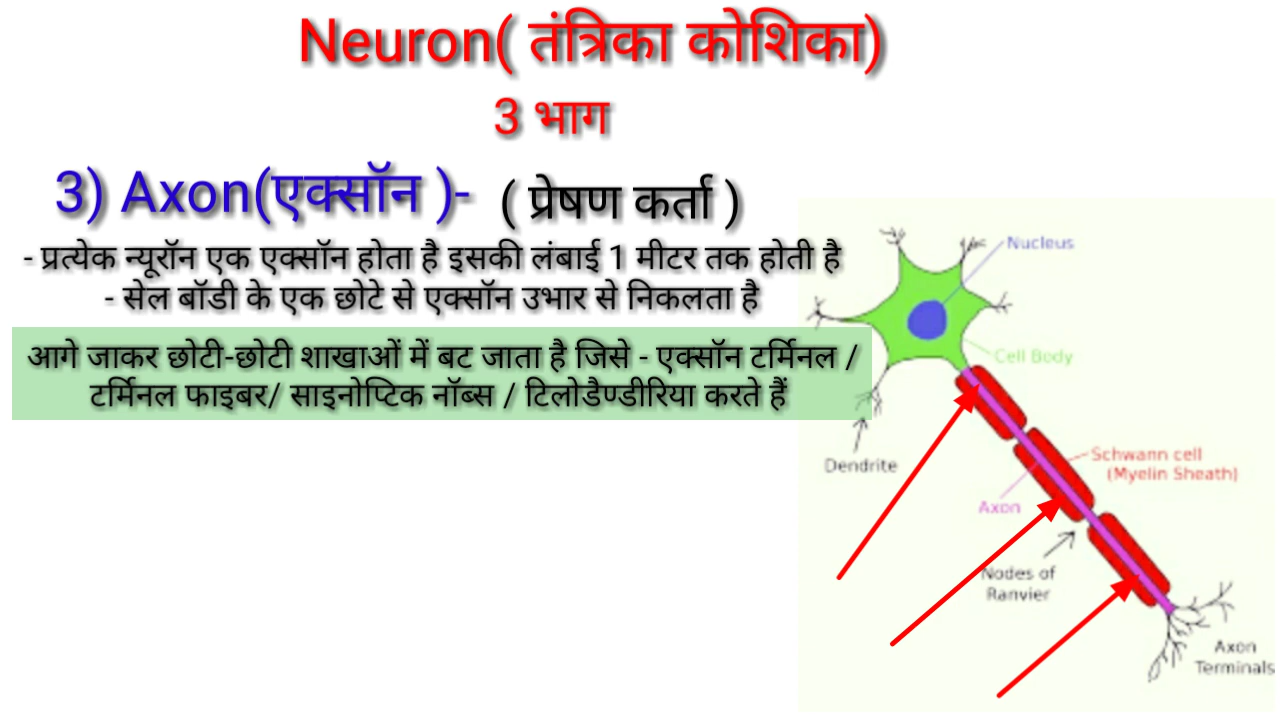 Neuron( तंत्रिका कोशिका)
3 भाग
3) Axon(एक्सॉन )- ( प्रेषण कर्ता )
- प्रत्येक न्यूरॉन एक एक्सॉन होता है इसकी लंबाई 1 मीटर तक होती है
- सेल बॉडी के एक छोटे से एक्सॉन उभार से निकलता है
आगे जाकर छोटी-छोटी शाखाओं में बट जाता है जिसे - एक्सॉन टर्मिनल /
टर्मिनल फाइबर/ साइनोप्टिक नॉब्स / टिलोडैण्डीरिया करते हैं
Nucleus
Cell Body
Dendrite
Schwann cell
(Myelin Sheath)
Axon
Nodes of
Ranvier
Axon
Terminals